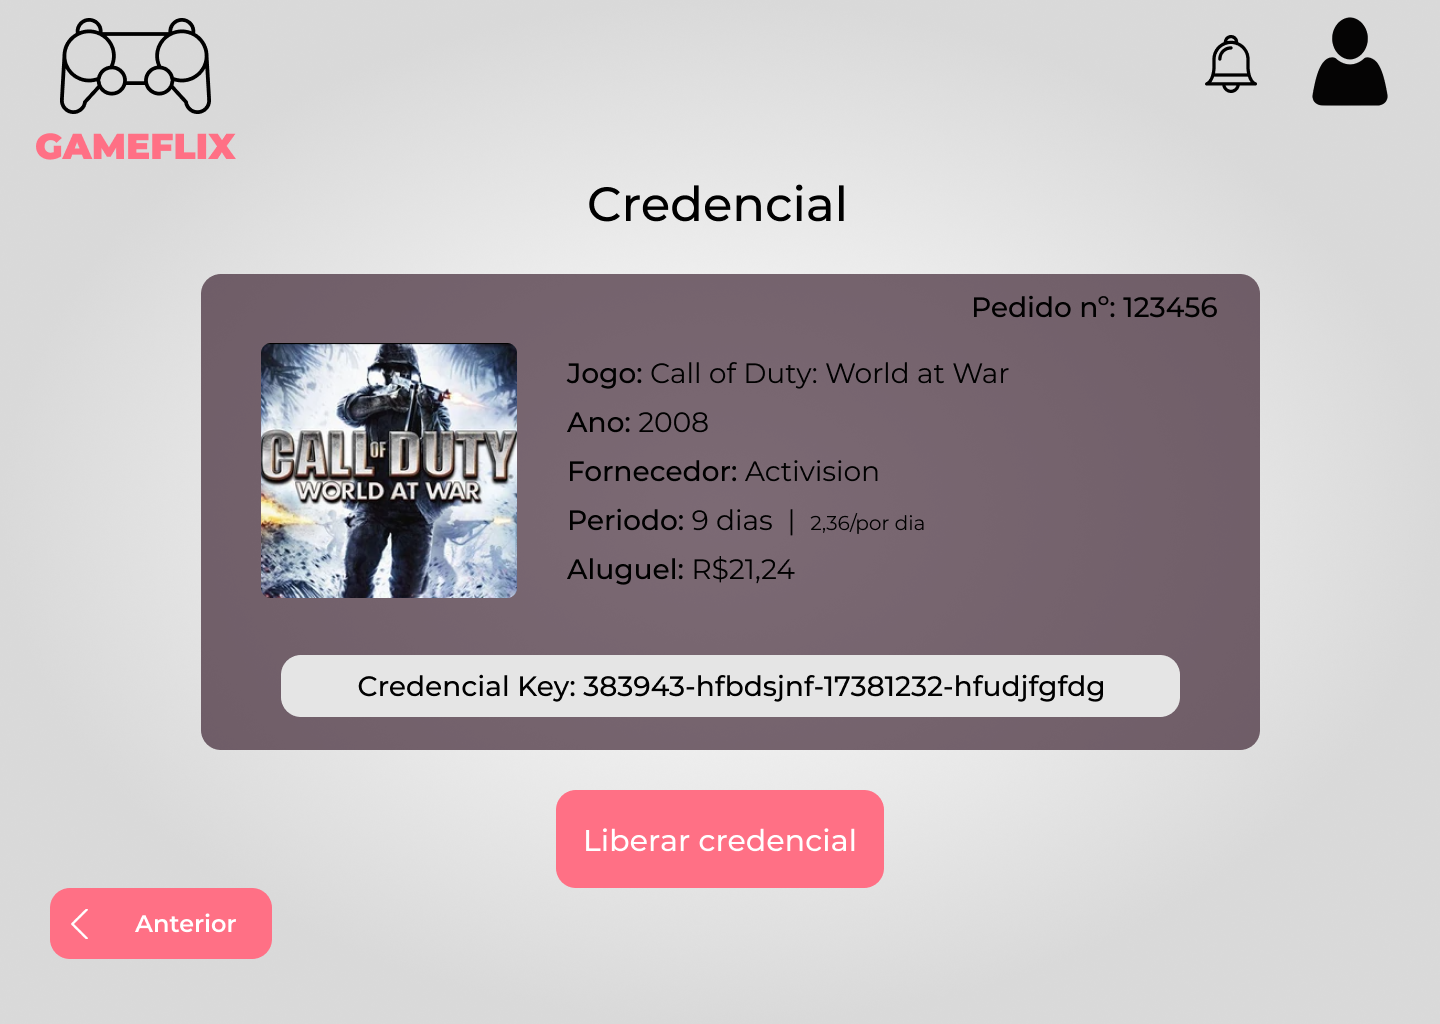 GAMEFLIX
Credencial
Pedido nº: 123456
CALL OF DUTY
WORLD AT WAR
Jogo: Call of Duty: World at War
Ano: 2008
Fornecedor: Activision
Periodo: 9 dias | 2,36/por dia
Aluguel: R$21,24
Credencial Key: 383943-hfbdsjnf-17381232-hfudjfgfdg
Liberar credencial
Anterior